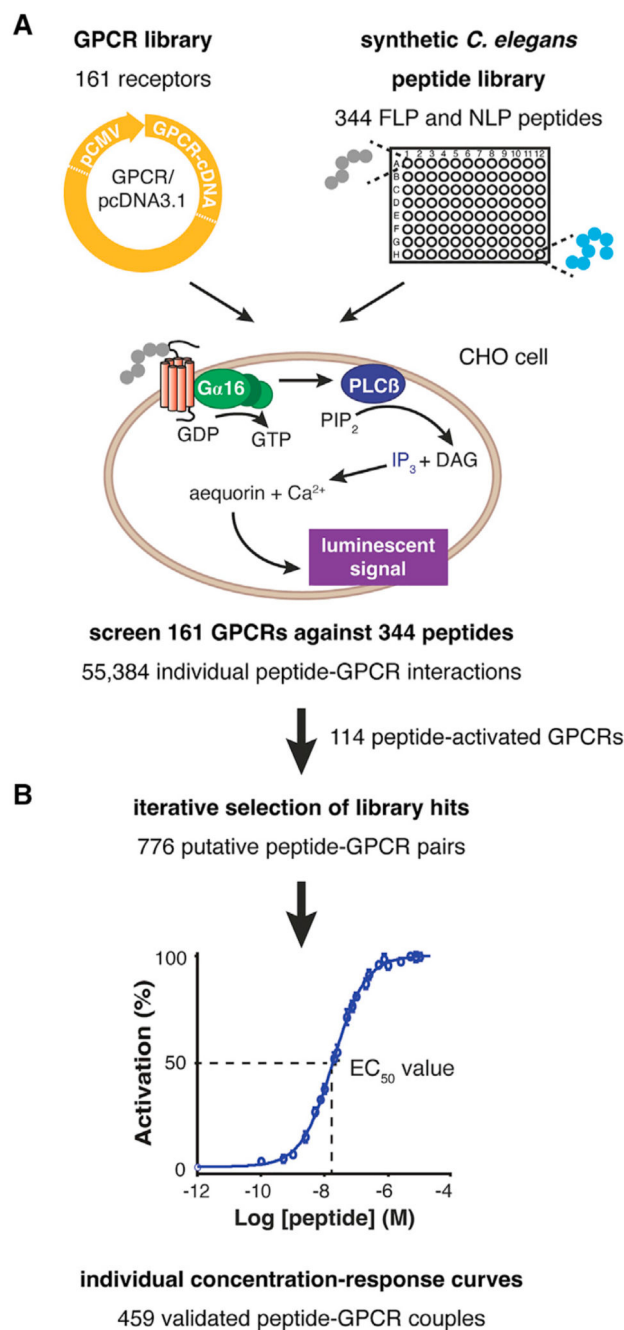 A
GPCR library
161 receptors
pCMV
GPCR-cDNA
GPCR/
pcDNA3.1
synthetic C. elegans
peptide library
344 FLP and NLP peptides
1 2 3 4 5 6 7 8 9 10 11 12
A
B
C
D
E
F
G
H
CHO cell
Gα16
PLCß
GDP
GTP
PIP2
IP3 + DAG
aequorin + Ca2+
luminescent
signal
screen 161 GPCRs against 344 peptides
55,384 individual peptide-GPCR interactions
114 peptide-activated GPCRs
B
iterative selection of library hits
776 putative peptide-GPCR pairs
Activation (%)
100
50
0
EC50 value
-12 -10 -8 -6 -4
Log [peptide] (M)
individual concentration-response curves
459 validated peptide-GPCR couples